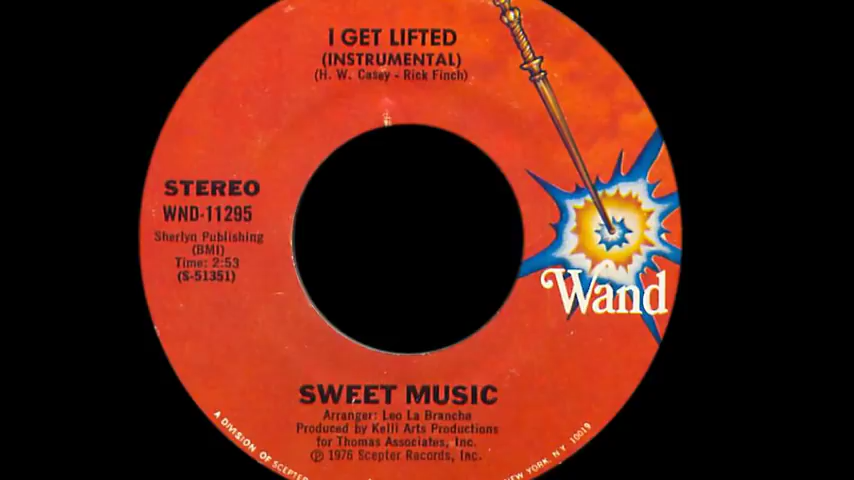 I GET LIFTED
(INSTRUMENTAL)
(H. W. Casey - Rick Finch)
STEREO
WND-11295
Sherlyn Publishing
(BMI)
Time: 2:53
(S-51351)
Wand
SWEET MUSIC
Arranger: Leo La Branche
Produced by Kelli Arts Productions
for Thomas Associates, Inc.
℗ 1976 Scepter Records, Inc.
A DIVISION OF SCEPTER
NEW YORK, N.Y. 10019